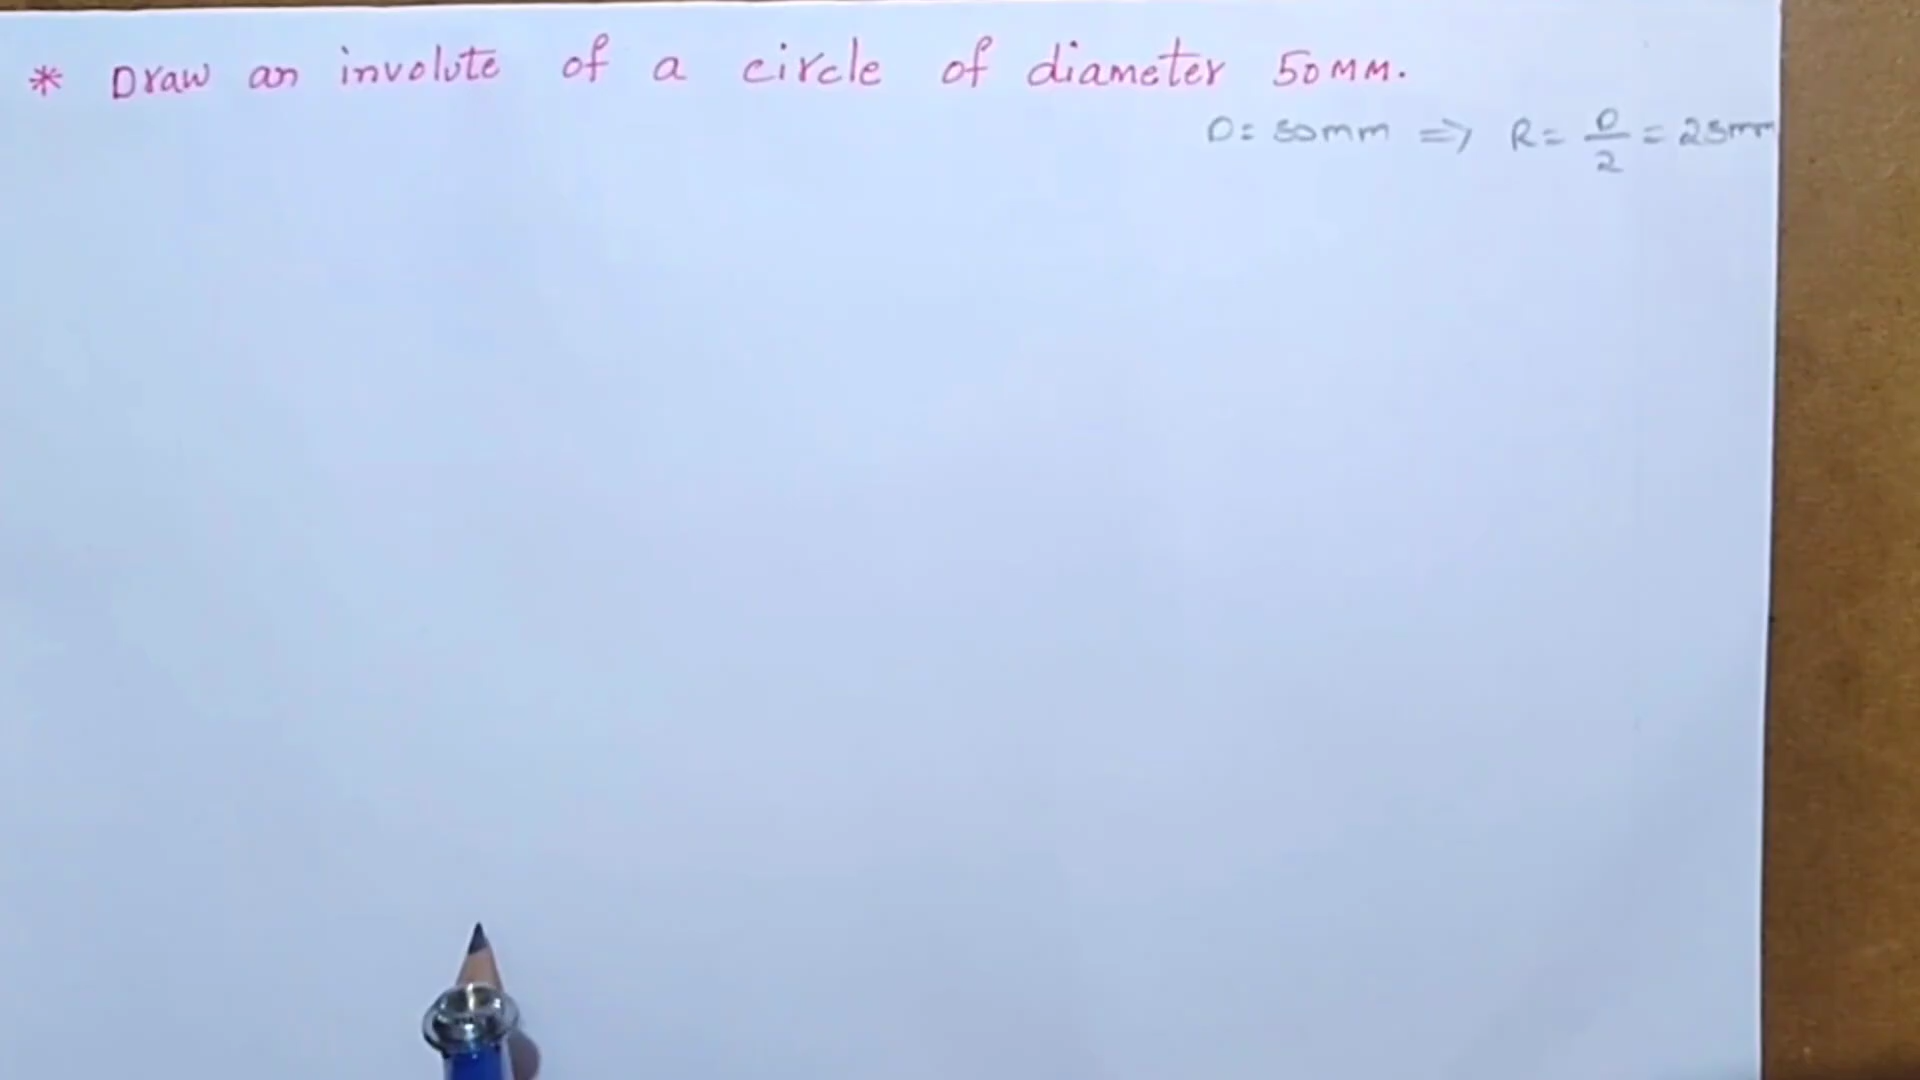 * Draw an involute of a circle of diameter 50MM.
D = 50mm => R = D/2 = 25mm